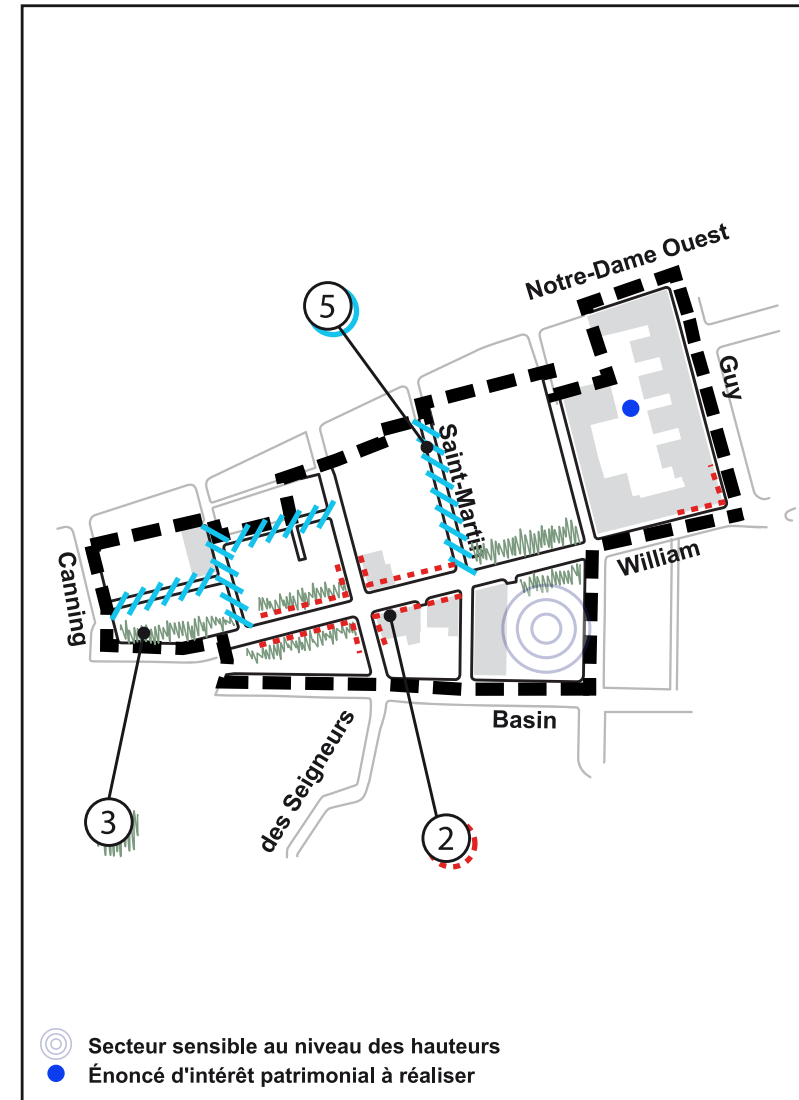 Notre-Dame Ouest
5
Guy
Saint-Martin
William
Canning
Basin
des Seigneurs
3
2
Secteur sensible au niveau des hauteurs
Énoncé d'intérêt patrimonial à réaliser